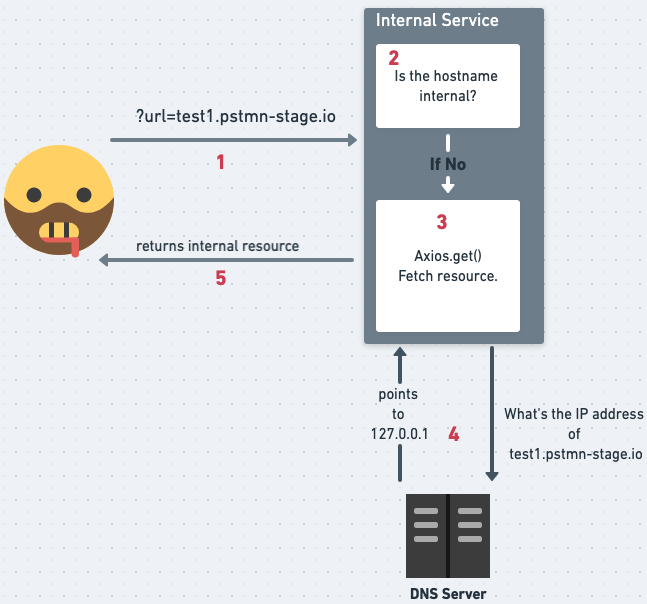 Internal Service
2
Is the hostname
internal?
?url=test1.pstmn-stage.io
1
If No
3
Axios.get()
Fetch resource.
returns internal resource
5
points
to
127.0.0.1
4
What's the IP address
of
test1.pstmn-stage.io
DNS Server